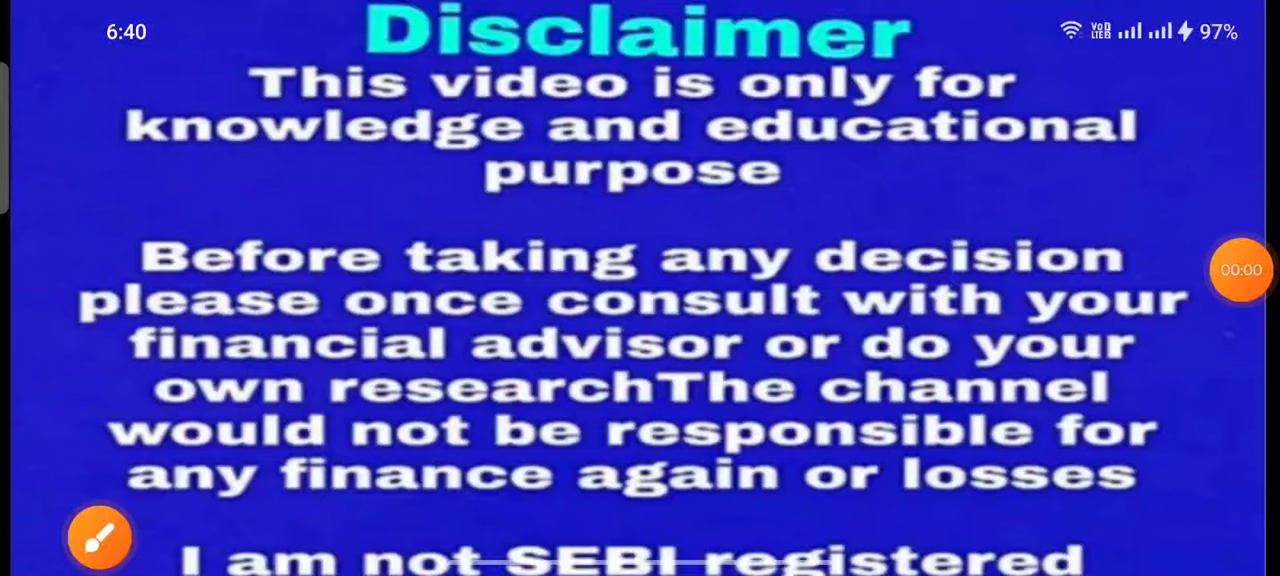 Disclaimer
6:40
VoD
LTEB
97%
This video is only for
knowledge and educational
purpose
Before taking any decision
please once consult with your
00:00
financial advisor or do your
own researchThe channel
would not be responsible for
any finance again or losses
I am not SEBI registered